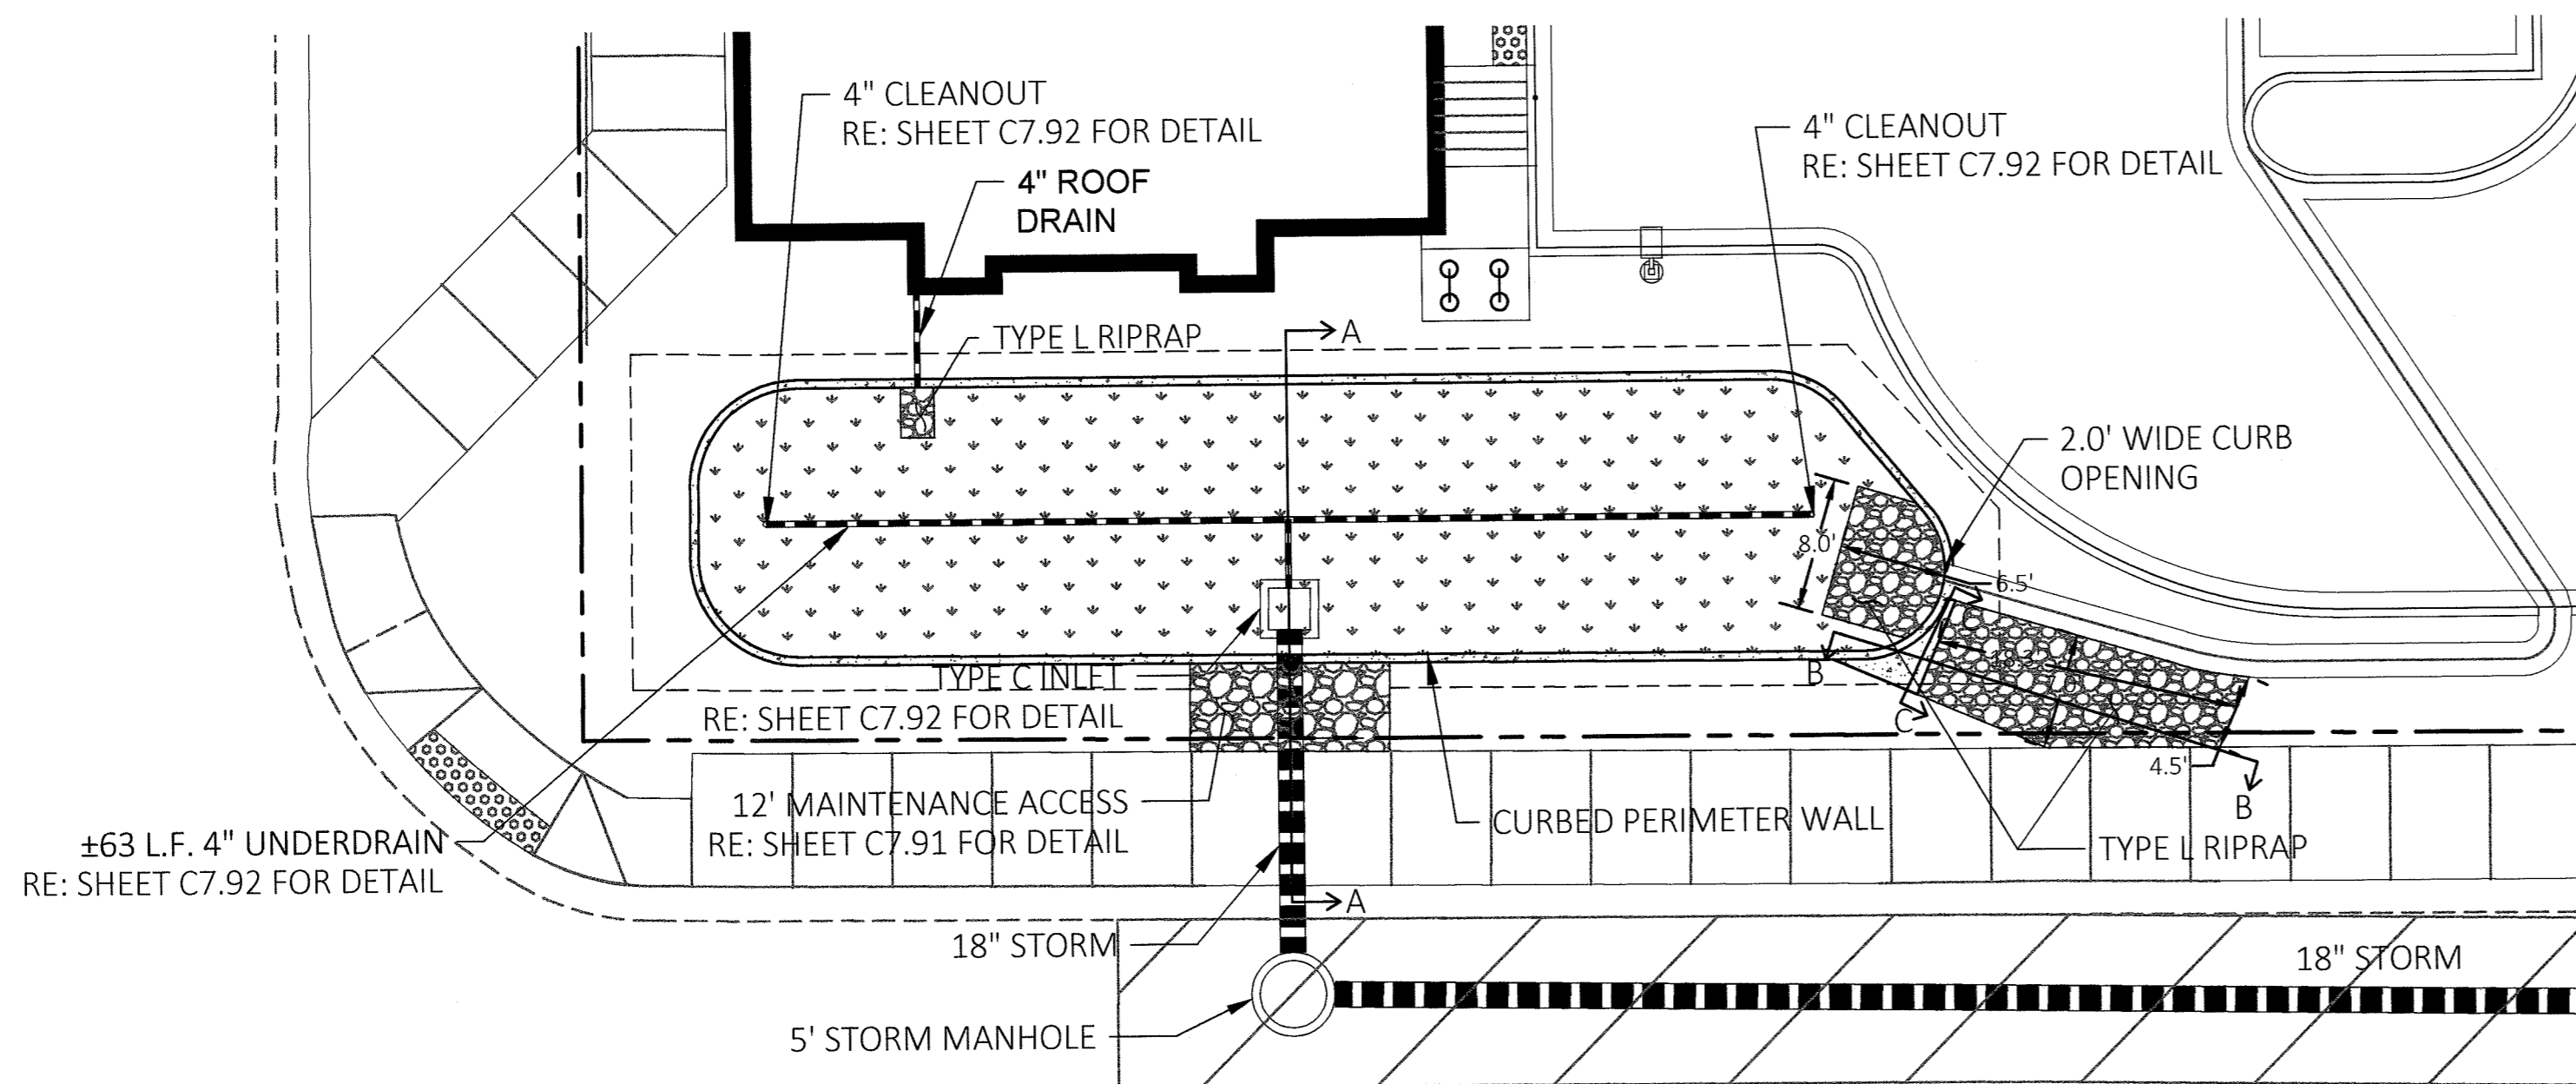 4" CLEANOUT
RE: SHEET C7.92 FOR DETAIL
4" CLEANOUT
RE: SHEET C7.92 FOR DETAIL
4" ROOF
DRAIN
TYPE L RIPRAP
A
2.0' WIDE CURB
OPENING
8.0'
6.5'
18.3'
B
C
TYPE C INLET
RE: SHEET C7.92 FOR DETAIL
4.5'
B
12' MAINTENANCE ACCESS
RE: SHEET C7.91 FOR DETAIL
CURBED PERIMETER WALL
TYPE L RIPRAP
±63 L.F. 4" UNDERDRAIN
RE: SHEET C7.92 FOR DETAIL
A
18" STORM
18" STORM
5' STORM MANHOLE